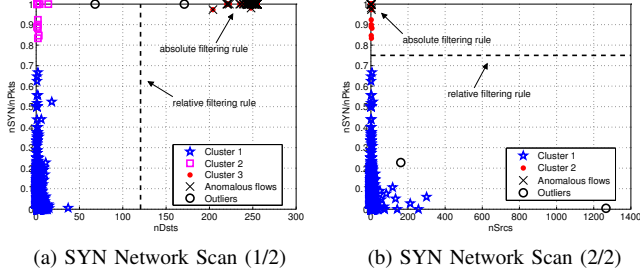 1
0.9
0.8
0.7
0.6
0.5
0.4
0.3
0.2
0.1
0
nSYN/nPkts
absolute filtering rule
relative filtering rule
Cluster 1
Cluster 2
Cluster 3
Anomalous flows
Outliers
0 50 100 150 200 250 300
nDsts
(a) SYN Network Scan (1/2)
1
0.9
0.8
0.7
0.6
0.5
0.4
0.3
0.2
0.1
0
nSYN/nPkts
absolute filtering rule
relative filtering rule
Cluster 1
Cluster 2
Anomalous flows
Outliers
0 200 400 600 800 1000 1200 1400
nSrcs
(b) SYN Network Scan (2/2)